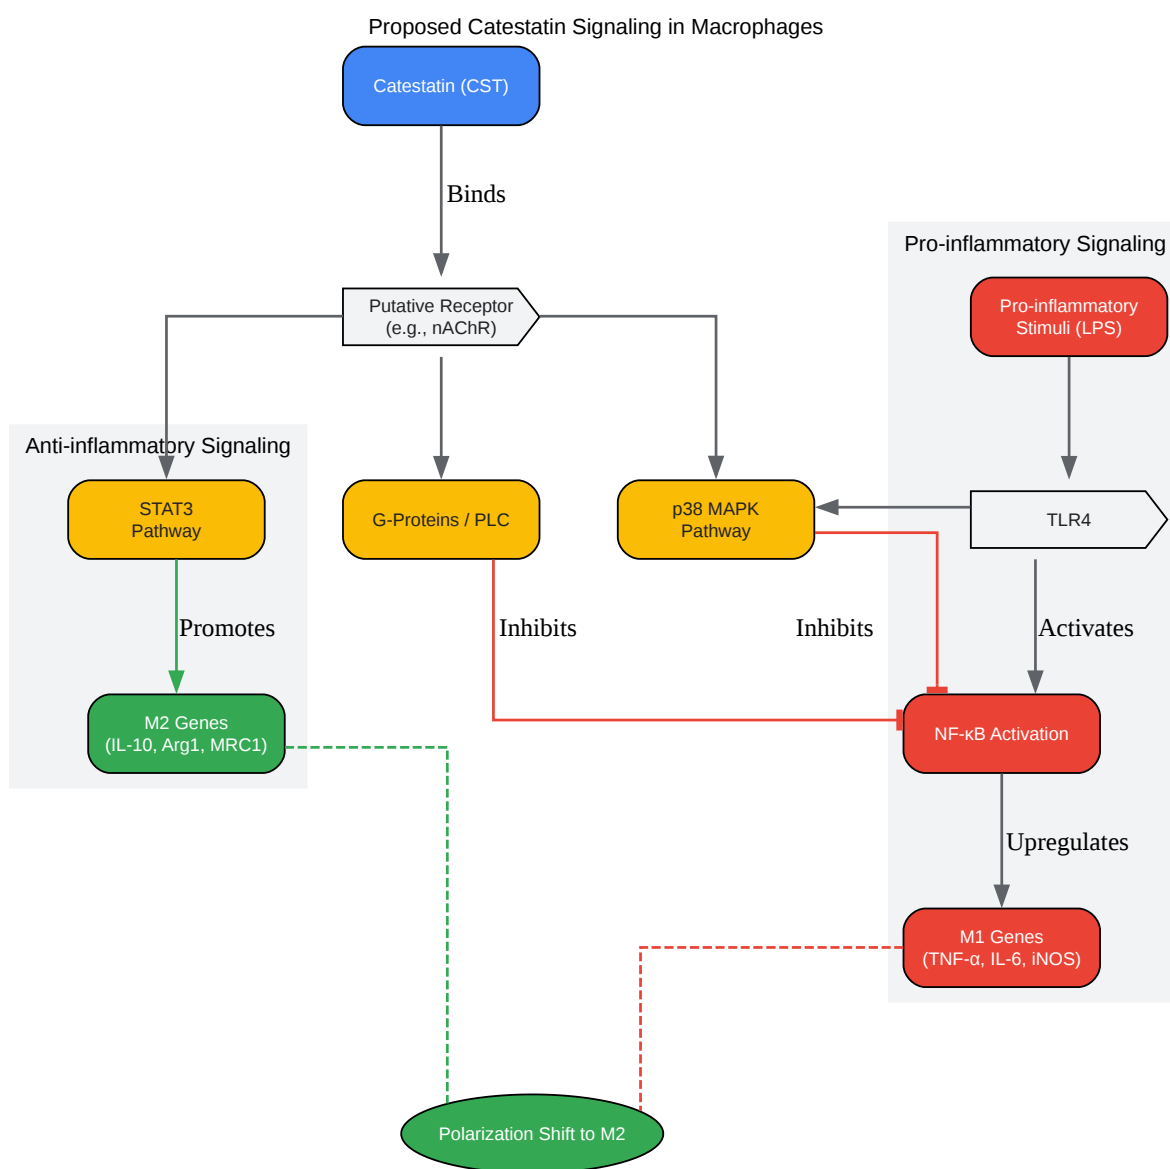 Proposed Catestatin Signaling in Macrophages
Catestatin (CST)
Binds
Pro-inflammatory Signaling
Putative Receptor
(e.g., nAChR)
Pro-inflammatory
Stimuli (LPS)
Anti-inflammatory Signaling
STAT3
Pathway
G-Proteins / PLC
p38 MAPK
Pathway
TLR4
Promotes
Inhibits
Inhibits
Activates
M2 Genes
(IL-10, Arg1, MRC1)
NF-κB Activation
Upregulates
M1 Genes
(TNF-α, IL-6, iNOS)
Polarization Shift to M2